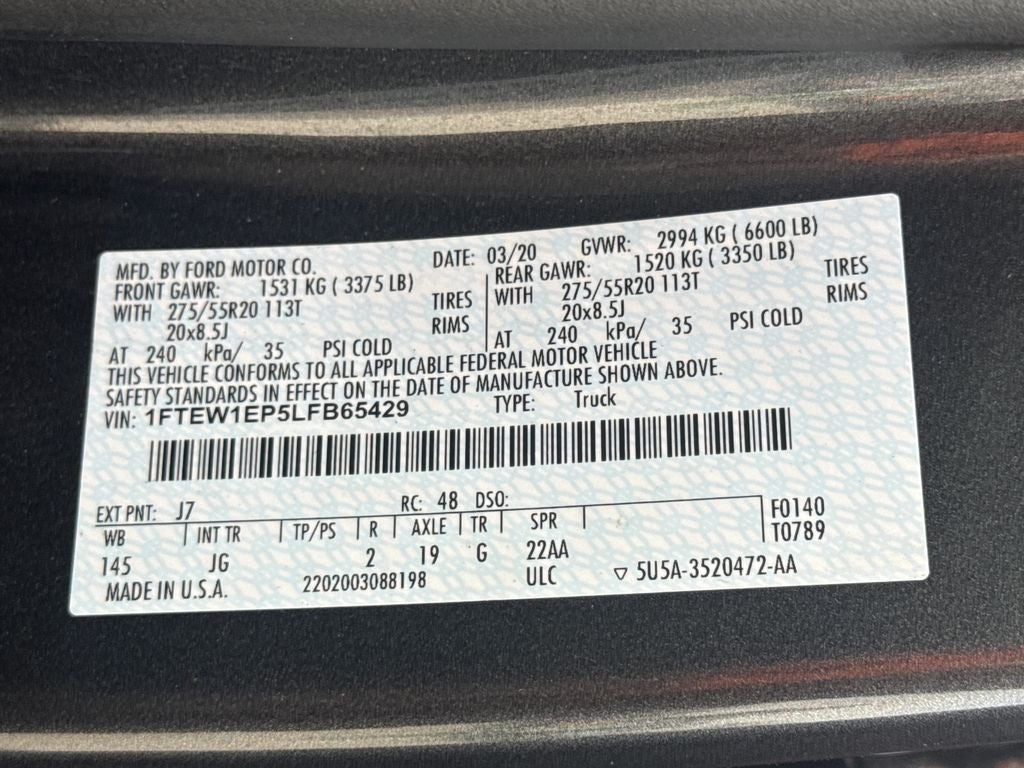 MFD. BY FORD MOTOR CO. DATE: 03/20 GVWR: 2994 KG ( 6600 LB)
FRONT GAWR: 1531 KG ( 3375 LB) REAR GAWR: 1520 KG ( 3350 LB)
WITH 275/55R20 113T TIRES WITH 275/55R20 113T TIRES
20x8.5J RIMS 20x8.5J RIMS
AT 240 kPa/ 35 PSI COLD AT 240 kPa/ 35 PSI COLD
THIS VEHICLE CONFORMS TO ALL APPLICABLE FEDERAL MOTOR VEHICLE
SAFETY STANDARDS IN EFFECT ON THE DATE OF MANUFACTURE SHOWN ABOVE.
VIN: 1FTEW1EP5LFB65429 TYPE: Truck
EXT PNT: J7 RC: 48 DSO:
WB INT TR TP/PS R AXLE TR SPR F0140
145 JG 2 19 G 22AA T0789
MADE IN U.S.A. 2202003088198 ULC ▽ 5U5A-3520472-AA